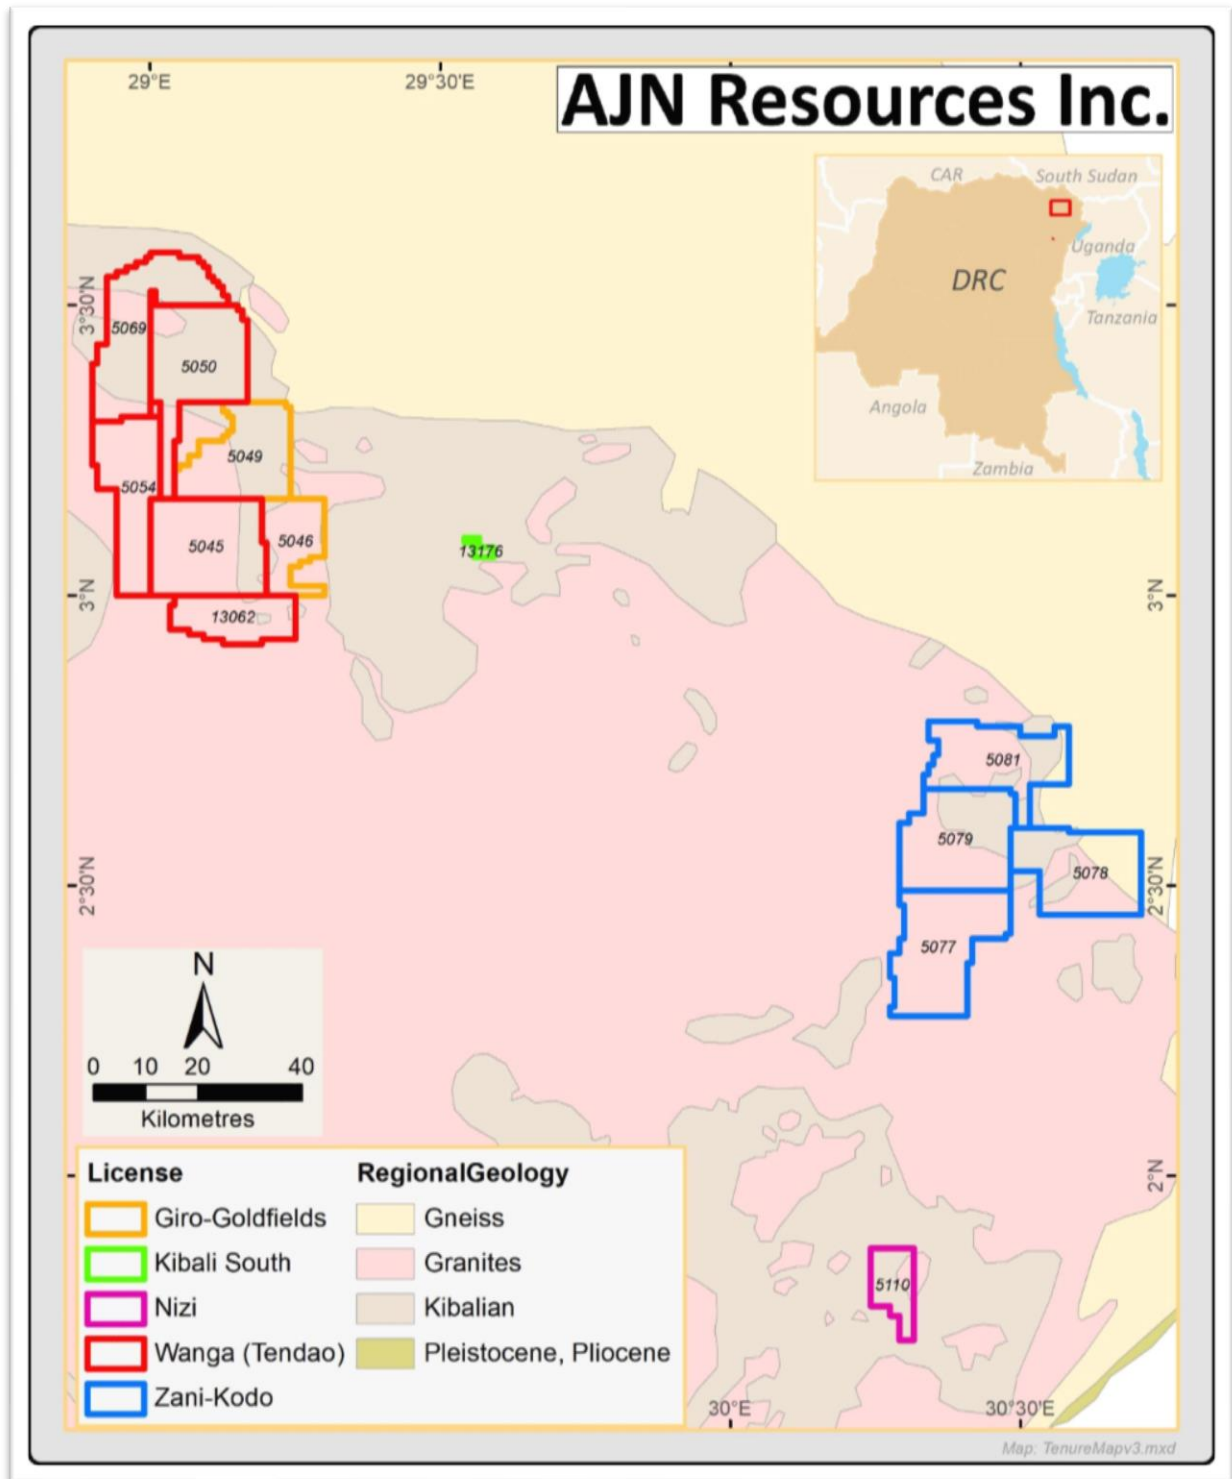 29°E
29°30'E
AJN Resources Inc.
CAR
South Sudan
DRC
Uganda
Tanzania
Angola
Zambia
3°30'N
5069
5050
5049
5054
5045
5046
13176
3°N
3°N
13062
5081
5079
5078
2°30'N
2°30'N
5077
N
0 10 20 40
Kilometres
2°N
License
Giro-Goldfields
Kibali South
Nizi
Wanga (Tendao)
Zani-Kodo
RegionalGeology
Gneiss
Granites
Kibalian
Pleistocene, Pliocene
5110
30°E
30°30'E
Map: TenureMapv3.mxd